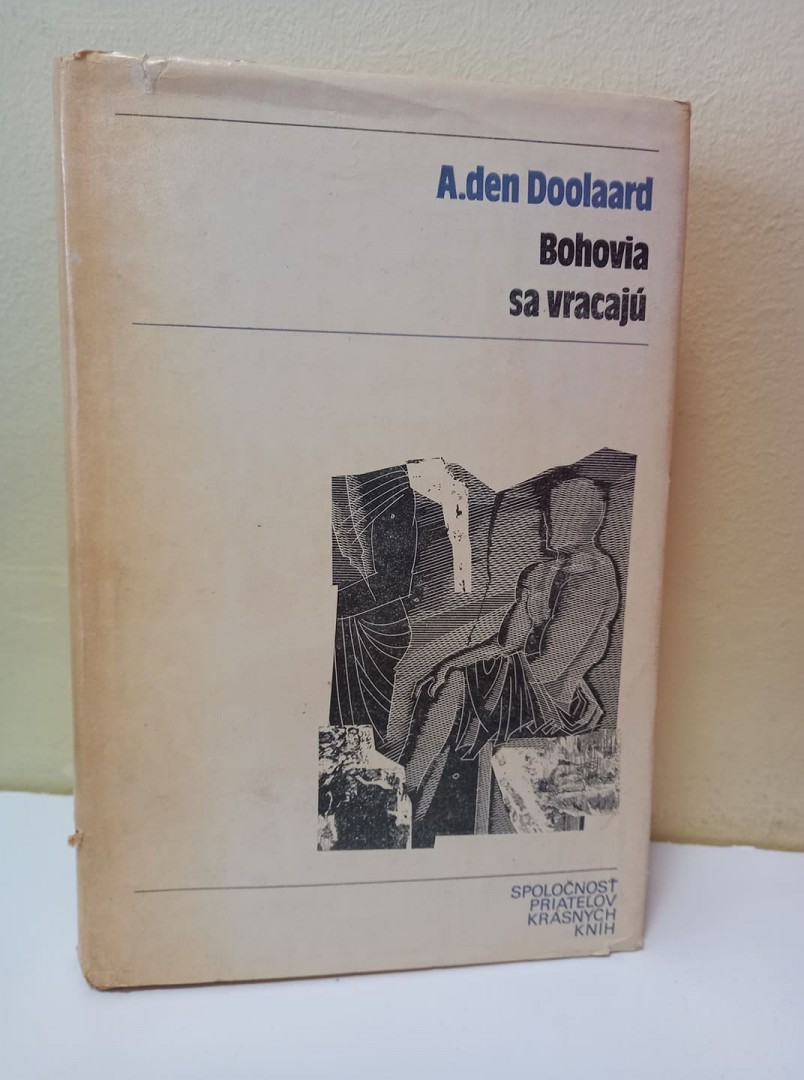 A.den Doolaard
Bohovia
sa vracajú
SPOLOČNOSŤ
PRIATEĽOV
KRÁSNYCH
KNÍH